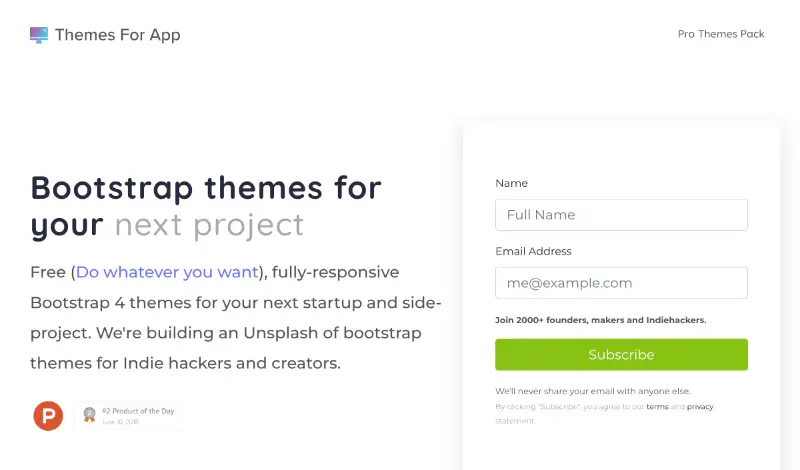 Themes For App
Pro Themes Pack
Bootstrap themes for
your next project
Free (Do whatever you want), fully-responsive
Bootstrap 4 themes for your next startup and side-
project. We're building an Unsplash of bootstrap
themes for Indie hackers and creators.
P
2
#2 Product of the Day
June 10, 2018
Name
Full Name
Email Address
me@example.com
Join 2000+ founders, makers and Indiehackers.
Subscribe
We'll never share your email with anyone else.
By clicking "Subscribe", you agree to our terms and privacy
statement.